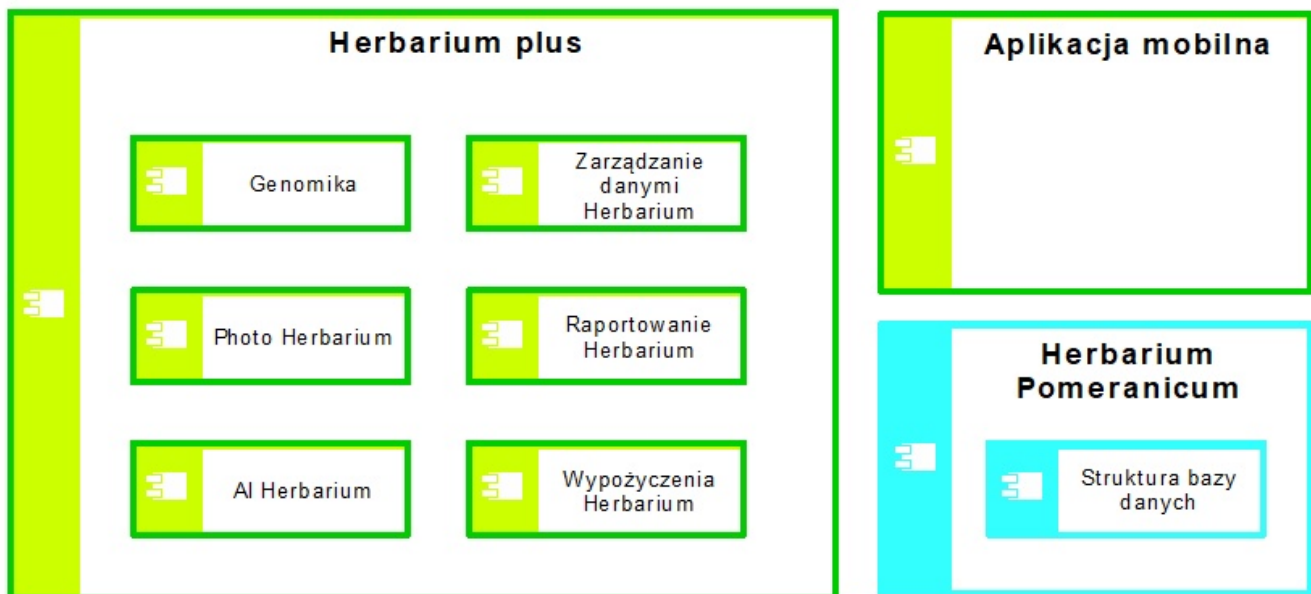 Herbarium plus
Genomika
Zarządzanie
danymi
Herbarium
Photo Herbarium
Raportowanie
Herbarium
AI Herbarium
Wypożyczenia
Herbarium
Aplikacja mobilna
Herbarium
Pomeranicum
Struktura bazy
danych